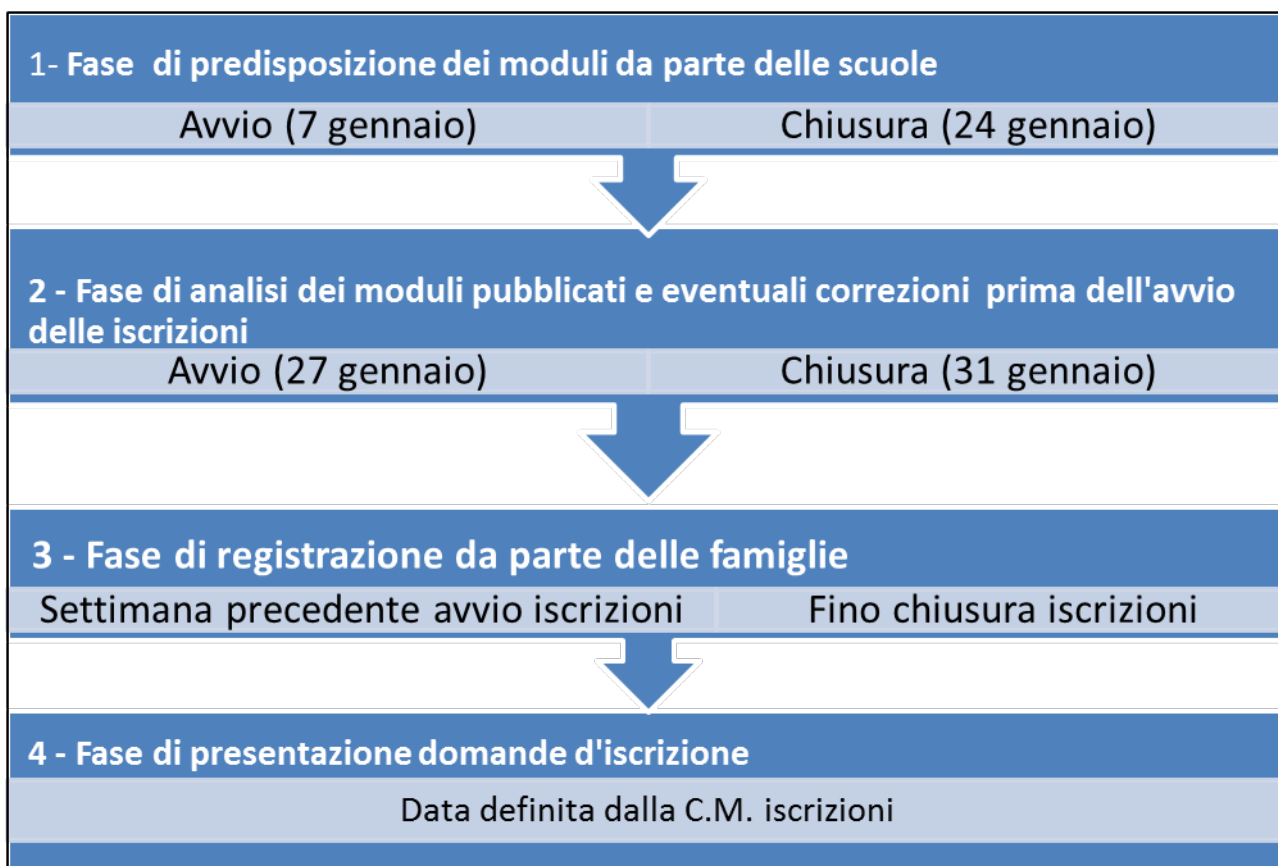 1- Fase di predisposizione dei moduli da parte delle scuole
Avvio (7 gennaio) Chiusura (24 gennaio)
2 - Fase di analisi dei moduli pubblicati e eventuali correzioni prima dell'avvio
delle iscrizioni
Avvio (27 gennaio) Chiusura (31 gennaio)
3 - Fase di registrazione da parte delle famiglie
Settimana precedente avvio iscrizioni Fino chiusura iscrizioni
4 - Fase di presentazione domande d'iscrizione
Data definita dalla C.M. iscrizioni